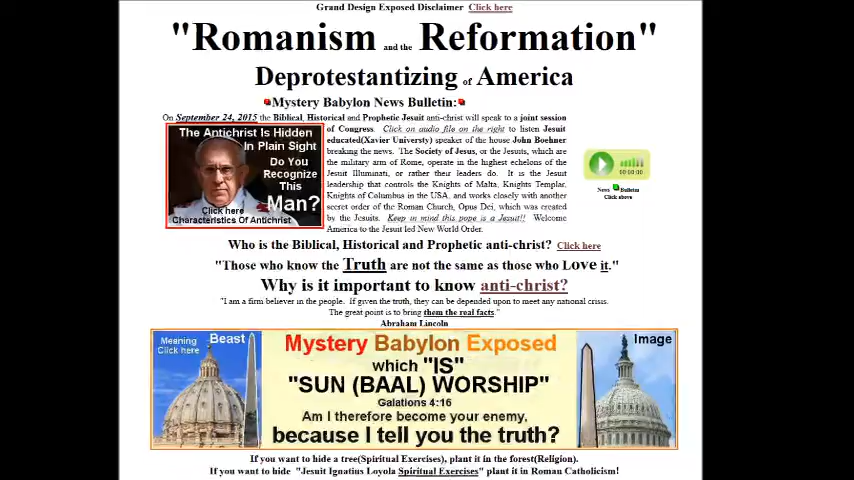 Grand Design Exposed Disclaimer Click here
"Romanism and the Reformation"
Deprotestantizing of America
Mystery Babylon News Bulletin:
On September 24, 2015 the Biblical, Historical and Prophetic Jesuit anti-christ will speak to a joint session
of Congress. Click on audio file on the right to listen Jesuit
educated(Xavier Universty) speaker of the house John Boehner
breaking the news. The Society of Jesus, or the Jesuits, which are
the military arm of Rome, operate in the highest echelons of the
Jesuit Illuminati, or rather their leaders do. It is the Jesuit
leadership that controls the Knights of Malta, Knights Templar,
Knights of Columbus in the USA, and works closely with another
secret order of the Roman Church, Opus Dei, which was created
by the Jesuits. Keep in mind this pope is a Jesuit!! Welcome
America to the Jesuit led New World Order.
The Antichrist Is Hidden
In Plain Sight
Do You
Recognize
This
Man?
Click here
Characteristics Of Antichrist
00:00:00
News Bulletin
Click above
Who is the Biblical, Historical and Prophetic anti-christ? Click here
"Those who know the Truth are not the same as those who Love it."
Why is it important to know anti-christ?
"I am a firm believer in the people. If given the truth, they can be depended upon to meet any national crisis.
The great point is to bring them the real facts."
Abraham Lincoln
Meaning
Click here
Beast
Mystery Babylon Exposed
which "IS"
"SUN (BAAL) WORSHIP"
Galations 4:16
Am I therefore become your enemy,
because I tell you the truth?
Image
If you want to hide a tree(Spiritual Exercises), plant it in the forest(Religion).
If you want to hide "Jesuit Ignatius Loyola Spiritual Exercises" plant it in Roman Catholicism!